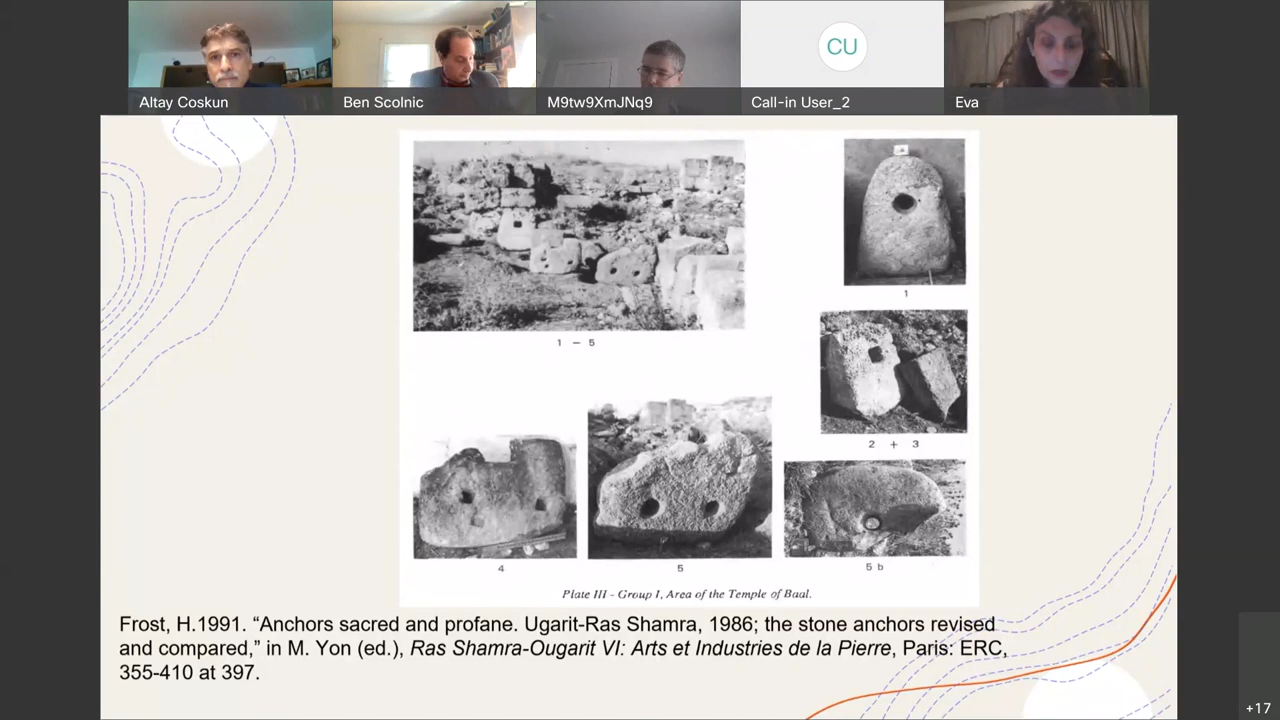 CU
Altay Coskun
Ben Scolnic
M9tw9XmJNq9
Call-in User_2
Eva
1 – 5
1
2 + 3
4
5
5 b
Plate III - Group I, Area of the Temple of Baal.
Frost, H.1991. “Anchors sacred and profane. Ugarit-Ras Shamra, 1986; the stone anchors revised
and compared,” in M. Yon (ed.), Ras Shamra-Ougarit VI: Arts et Industries de la Pierre, Paris: ERC,
355-410 at 397.
+17